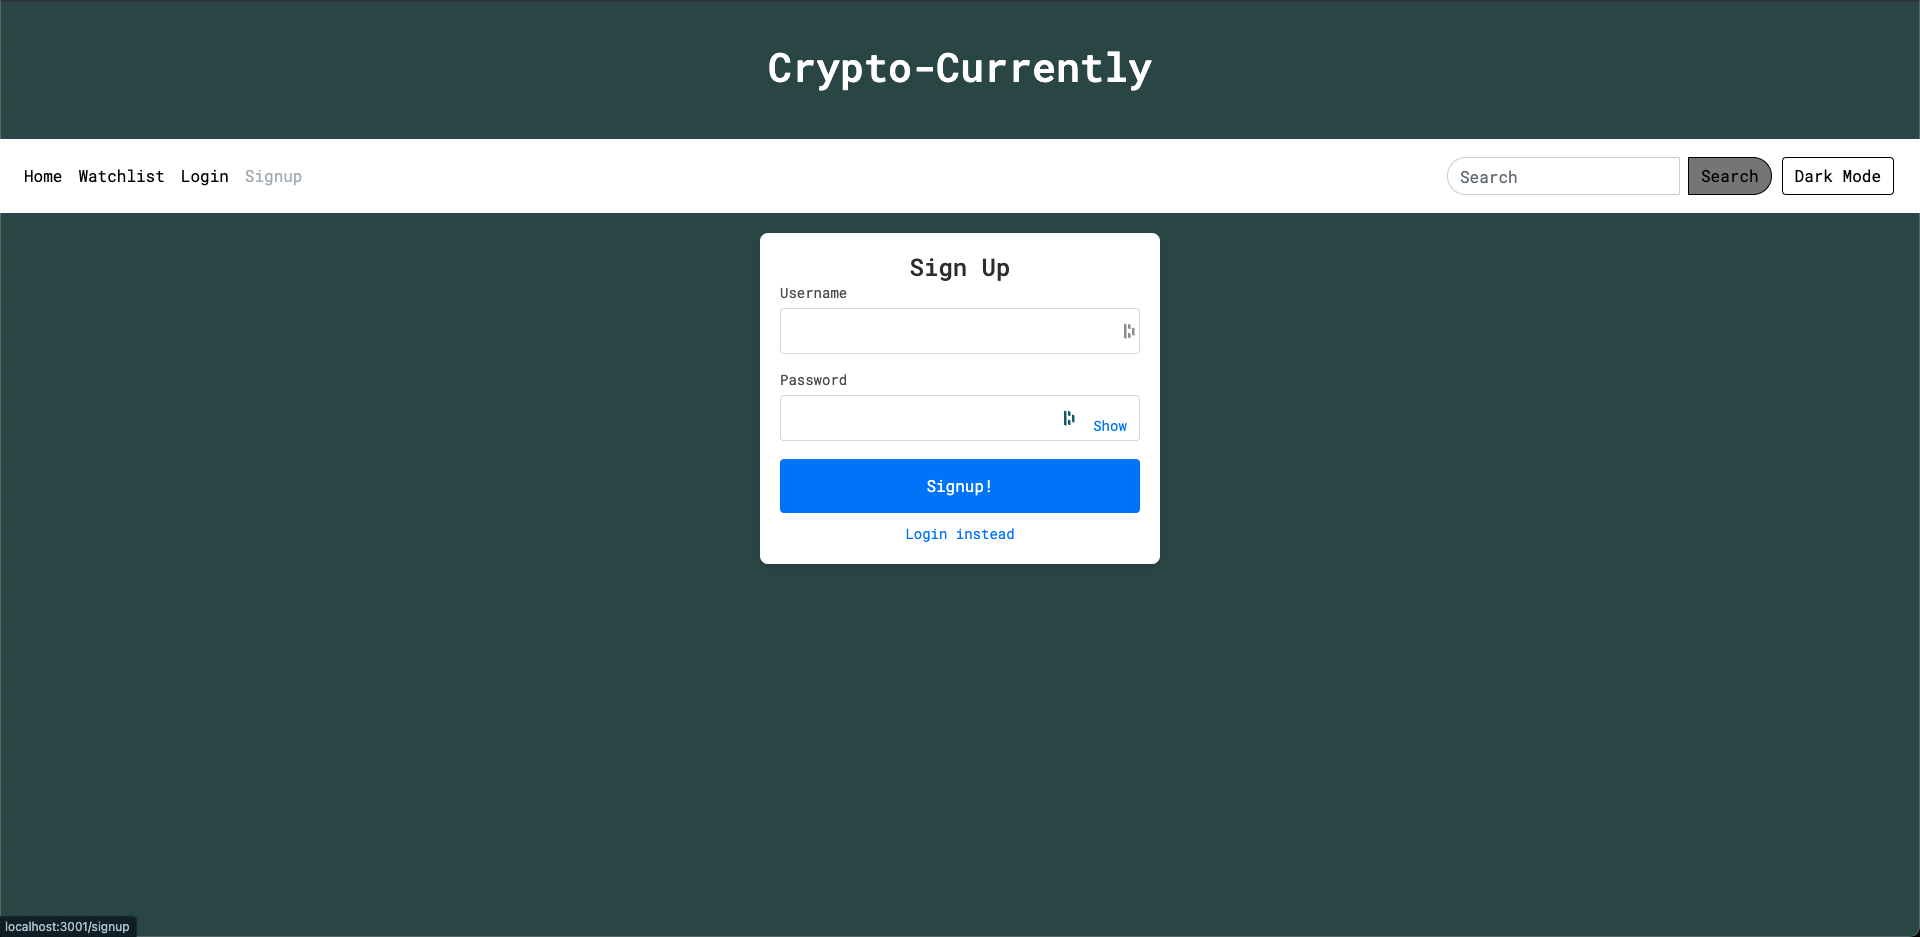 Crypto-Currently
Home Watchlist Login Signup Search Search Dark Mode
Sign Up
Username
Password
Show
Signup!
Login instead
localhost:3001/signup